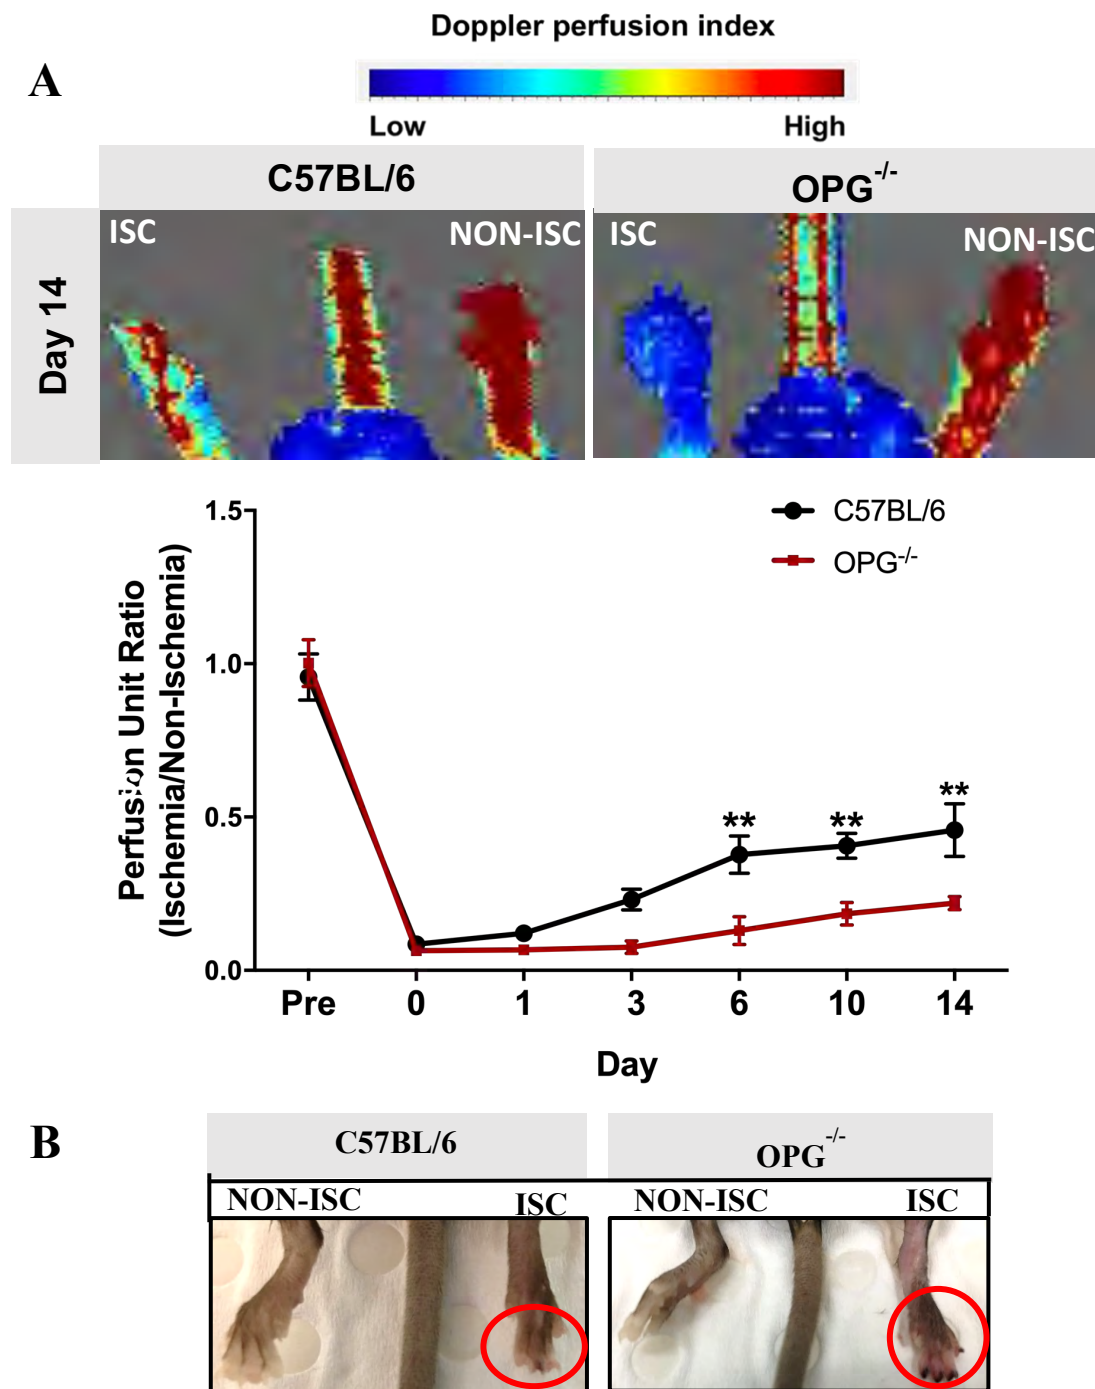 Doppler perfusion index
A
Low High
C57BL/6 OPG-/-
ISC NON-ISC ISC NON-ISC
Day 14
1.5
C57BL/6
OPG-/-
1.0
Perfusion Unit Ratio
(Ischemia/Non-Ischemia)
** ** **
0.5
0.0
Pre 0 1 3 6 10 14
Day
B
C57BL/6 OPG-/-
NON-ISC ISC NON-ISC ISC